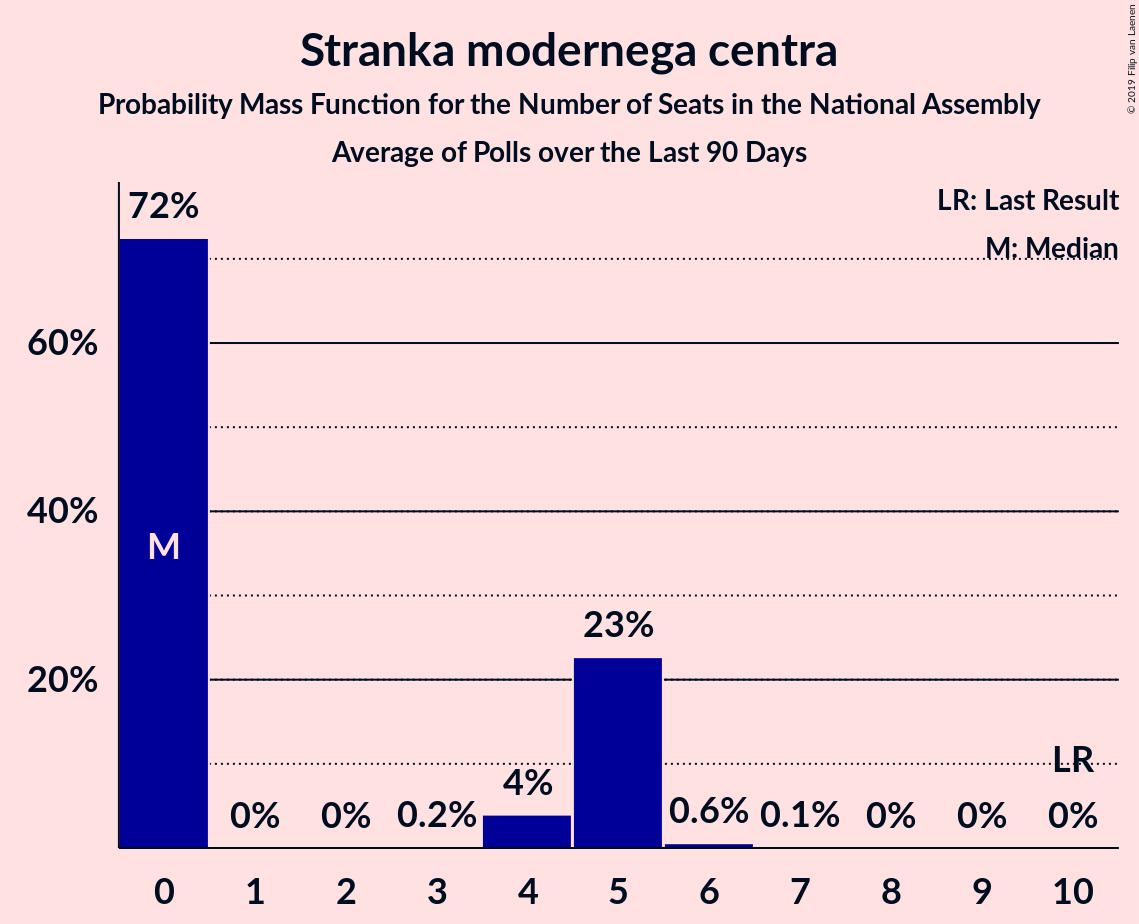 Stranka modernega centra
Probability Mass Function for the Number of Seats in the National Assembly
Average of Polls over the Last 90 Days
© 2019 Filip van Laenen
LR: Last Result
M: Median
72%
60%
40%
M
23%
20%
LR
4%
0% 0% 0.2% 0.6% 0.1% 0% 0% 0%
0 1 2 3 4 5 6 7 8 9 10